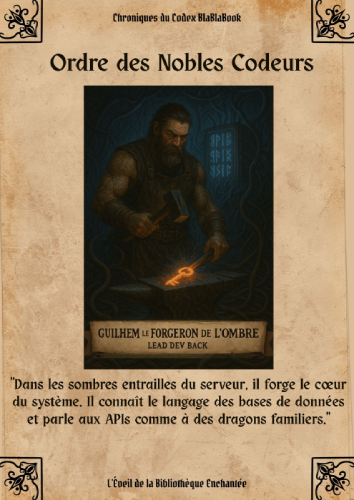 Chroniques du Codex BlaBlaBook
Ordre des Nobles Codeurs
GUILHEM LE FORGERON DE L'OMBRE
LEAD DEV BACK
"Dans les sombres entrailles du serveur, il forge le cœur
du système. Il connaît le langage des bases de données
et parle aux APIs comme à des dragons familiers."
L'Éveil de la Bibliothèque Enchantée